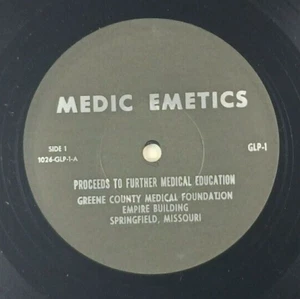 MEDIC EMETICS
SIDE 1
GLP-1
1026-GLP-1-A
PROCEEDS TO FURTHER MEDICAL EDUCATION
GREENE COUNTY MEDICAL FOUNDATION
EMPIRE BUILDING
SPRINGFIELD, MISSOURI